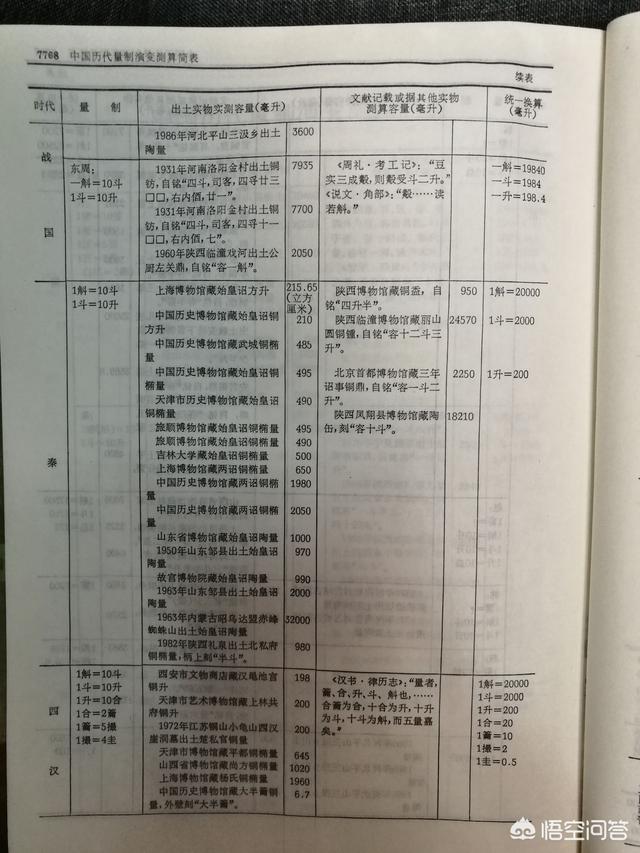 7768 中国历代量制演变测算简表
续表
时代 量 制 出土实物实测容量(毫升) 文献记载或据其他实物测算容量(毫升) 统一换算(毫升)
战国
1986年河北平山三汲乡出土 3600
陶量
东周:
一斛=10斗
1斗=10升
1931年河南洛阳金村出土铜 7935
钫,自铭“四斗,司客,四寻廿三
□□,右内佰,廿一”。
1931年河南洛阳金村出土铜 7700
钫,自铭“四斗,司客,四寻十一
□□,右内佰,七”。
1960年陕西临潼戏河出土公 2050
厨左关鼎,自铭“容一斛”。
《周礼·考工记》:“豆
实三成觳,则觳受斗二升。”
《说文·角部》:“觳……读
若斛。”
一斛=19840
一斗=1984
一升=198.4
秦
1斛=10斗
1斗=10升
上海博物馆藏始皇诏方升 215.65
(立方
厘米)
中国历史博物馆藏始皇诏铜 210
方升
中国历史博物馆藏武城铜椭 485
量
中国历史博物馆藏始皇诏铜 495
椭量
天津市历史博物馆藏始皇诏 490
铜椭量
旅顺博物馆藏始皇诏铜椭量 495
旅顺博物馆藏始皇诏铜椭量 490
吉林大学藏始皇诏铜椭量 500
上海博物馆藏两诏铜椭量 650
中国历史博物馆藏两诏铜椭 1980
量
中国历史博物馆藏两诏铜椭 2050
量
山东省博物馆藏始皇诏陶量 1000
1950年山东邹县出土始皇诏 970
陶量
故宫博物院藏始皇诏陶量 990
1963年山东邹县出土始皇诏 2000
陶量
1963年内蒙古昭乌达盟赤峰 32000
蜘蛛山出土始皇诏陶量
1982年陕西礼泉出土北私府 980
铜椭量,柄上刻“半斗”。
陕西博物馆藏铜盉,自 950
铭“四升半”。
陕西临潼博物馆藏丽山 24570
圆铜锺,自铭“容十二斗三
升”。
北京首都博物馆藏三年 2250
诏事铜鼎,自铭“容一斗二
升”。
陕西凤翔县博物馆藏陶 18210
缶,刻“容十斗”。
1斛=20000
1斗=2000
1升=200
西汉
1斛=10斗
1斗=10升
1升=10合
1合=2籥
1籥=5撮
1撮=4圭
西安市文物商店藏汉黾池宫 198
铜升
天津市艺术博物馆藏上林共 200
府铜升
1972年江苏铜山小龟山西汉 200
崖洞墓出土楚私官铜量
天津市博物馆藏平都铜椭量 645
山西省博物馆藏尚方铜椭量 1020
上海博物馆藏杨氏铜椭量 1960
中国历史博物馆藏大半籥铜 6.7
量,外壁刻“大半籥”。
《汉书·律历志》:“量者,
籥、合、升、斗、斛也,……
合籥为合,十合为升,十升
为斗,十斗为斛,而五量嘉
矣。”
1斛=20000
1斗=2000
1升=200
1合=20
1籥=10
1撮=2
1圭=0.5
悟空问答